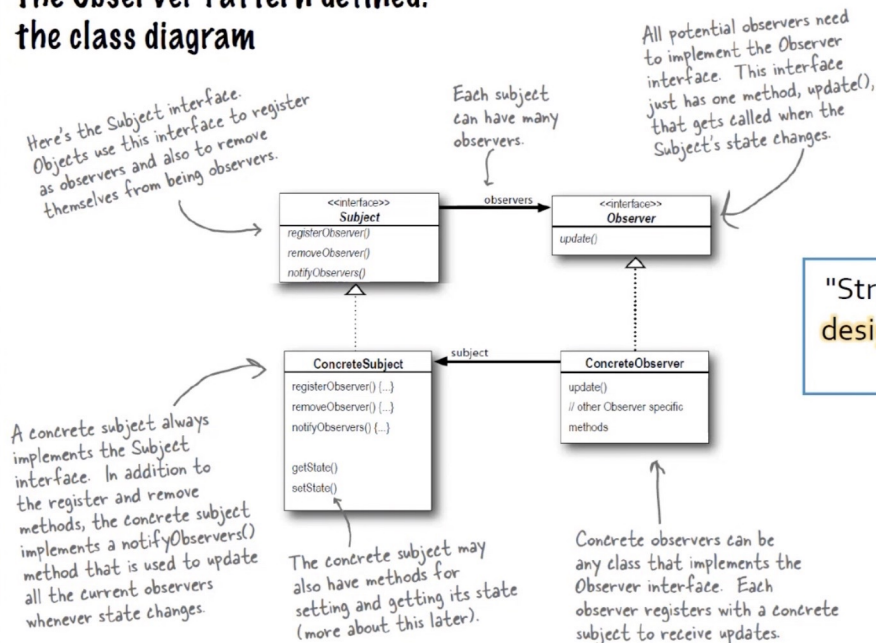 The Observer Pattern defined:
the class diagram
Here's the Subject interface.
Objects use this interface to register
as observers and also to remove
themselves from being observers.
Each subject
can have many
observers.
All potential observers need
to implement the Observer
interface. This interface
just has one method, update(),
that gets called when the
Subject's state changes.
<<interface>>
Subject
registerObserver()
removeObserver()
notifyObservers()
observers
<<interface>>
Observer
update()
ConcreteSubject
registerObserver() {...}
removeObserver() {...}
notifyObservers() {...}
getState()
setState()
subject
ConcreteObserver
update()
// other Observer specific
methods
A concrete subject always
implements the Subject
interface. In addition to
the register and remove
methods, the concrete subject
implements a notifyObservers()
method that is used to update
all the current observers
whenever state changes.
The concrete subject may
also have methods for
setting and getting its state
(more about this later).
Concrete observers can be
any class that implements the
Observer interface. Each
observer registers with a concrete
subject to receive updates.